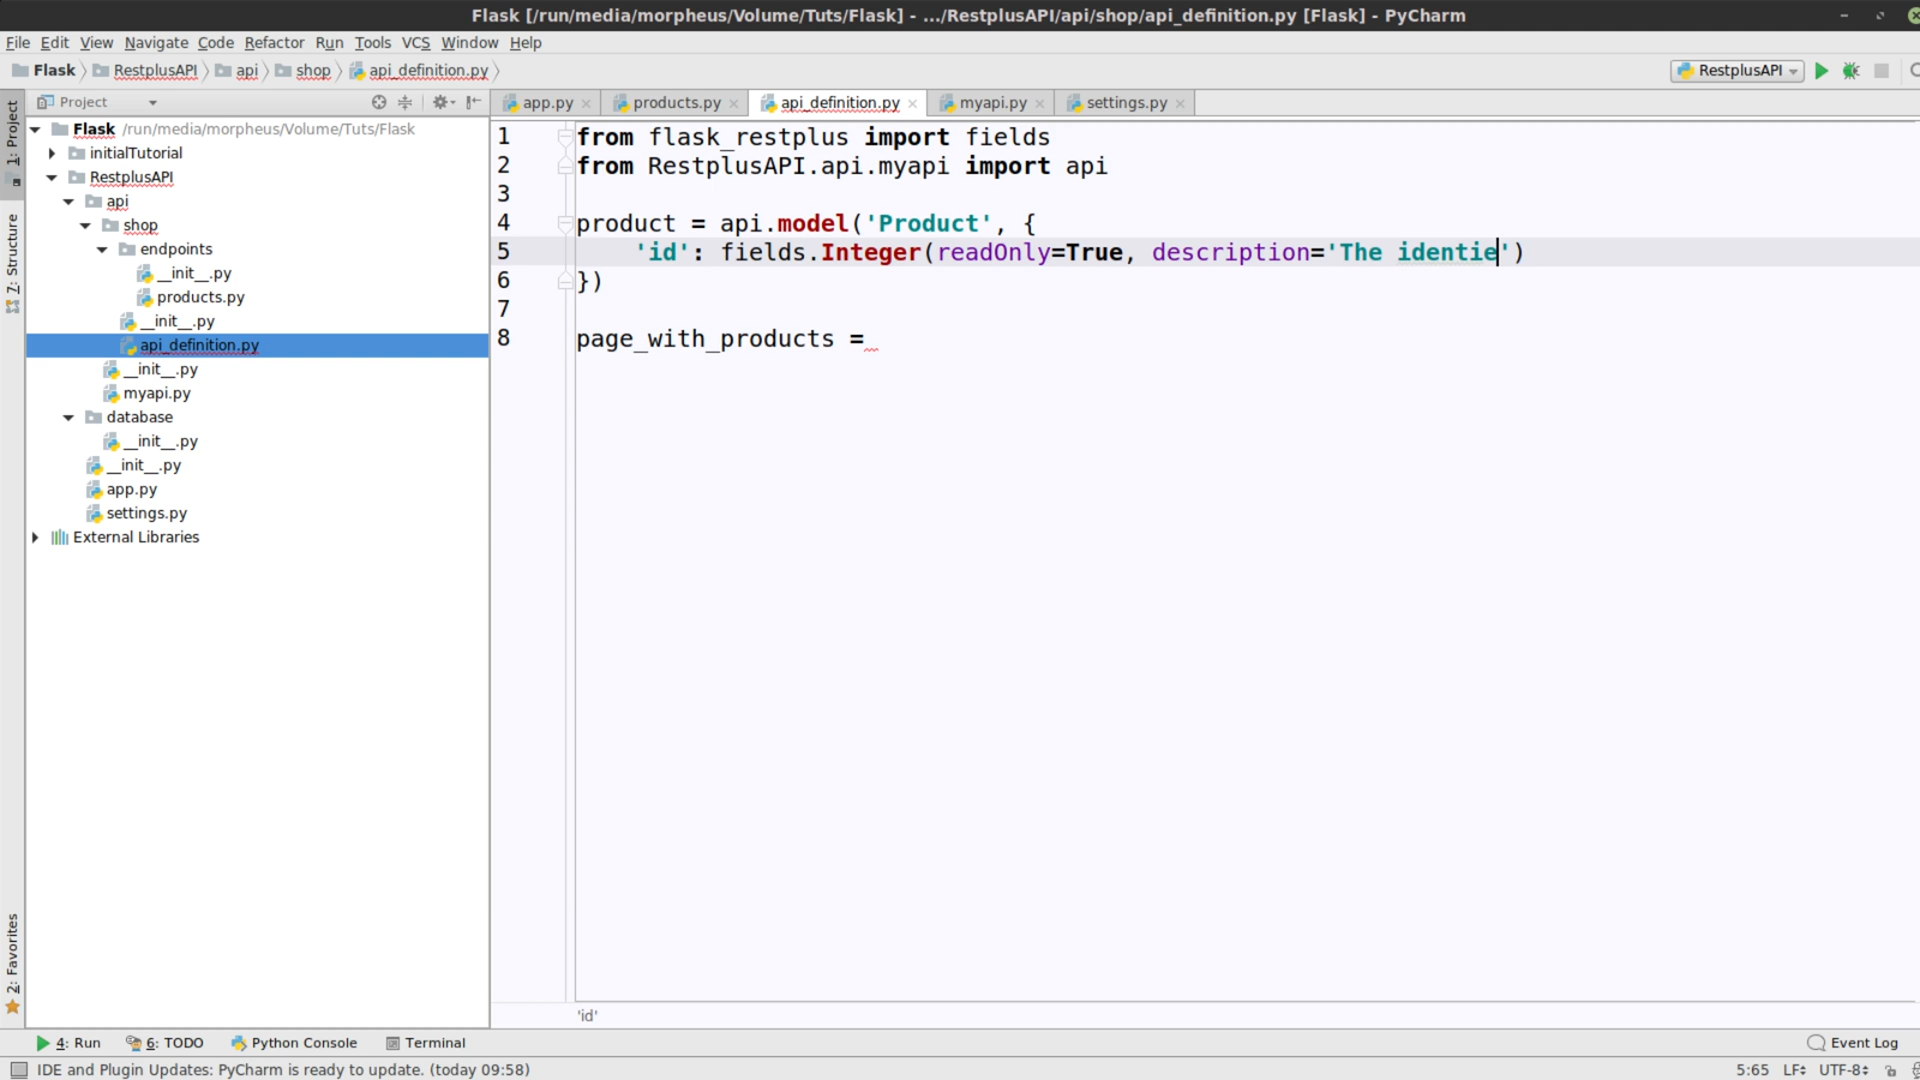 Flask [/run/media/morpheus/Volume/Tuts/Flask] - .../RestplusAPI/api/shop/api_definition.py [Flask] - PyCharm
File Edit View Navigate Code Refactor Run Tools VCS Window Help
Flask RestplusAPI api shop api_definition.py RestplusAPI
Project app.py products.py api_definition.py myapi.py settings.py
1: Project
7: Structure
2: Favorites
Flask /run/media/morpheus/Volume/Tuts/Flask
initialTutorial
RestplusAPI
api
shop
endpoints
__init__.py
products.py
__init__.py
api_definition.py
__init__.py
myapi.py
database
__init__.py
__init__.py
app.py
settings.py
External Libraries
1 from flask_restplus import fields
2 from RestplusAPI.api.myapi import api
3
4 product = api.model('Product', {
5 'id': fields.Integer(readOnly=True, description='The identie')
6 })
7
8 page_with_products =
'id'
4: Run 6: TODO Python Console Terminal Event Log
IDE and Plugin Updates: PyCharm is ready to update. (today 09:58) 5:65 LF UTF-8